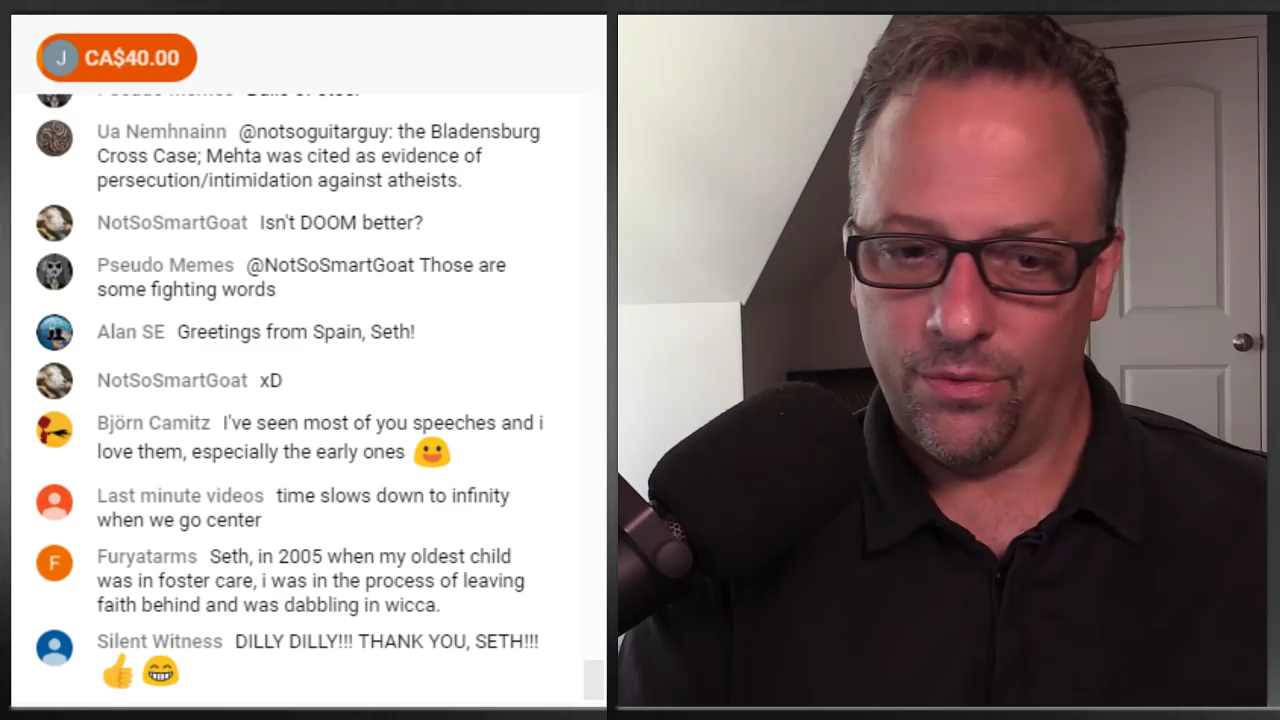 J CA$40.00
Ua Nemhnainn @notsoguitarguy: the Bladensburg
Cross Case; Mehta was cited as evidence of
persecution/intimidation against atheists.
NotSoSmartGoat Isn't DOOM better?
Pseudo Memes @NotSoSmartGoat Those are
some fighting words
Alan SE Greetings from Spain, Seth!
NotSoSmartGoat xD
Björn Camitz I've seen most of you speeches and i
love them, especially the early ones
Last minute videos time slows down to infinity
when we go center
F Furyatarms Seth, in 2005 when my oldest child
was in foster care, i was in the process of leaving
faith behind and was dabbling in wicca.
Silent Witness DILLY DILLY!!! THANK YOU, SETH!!!